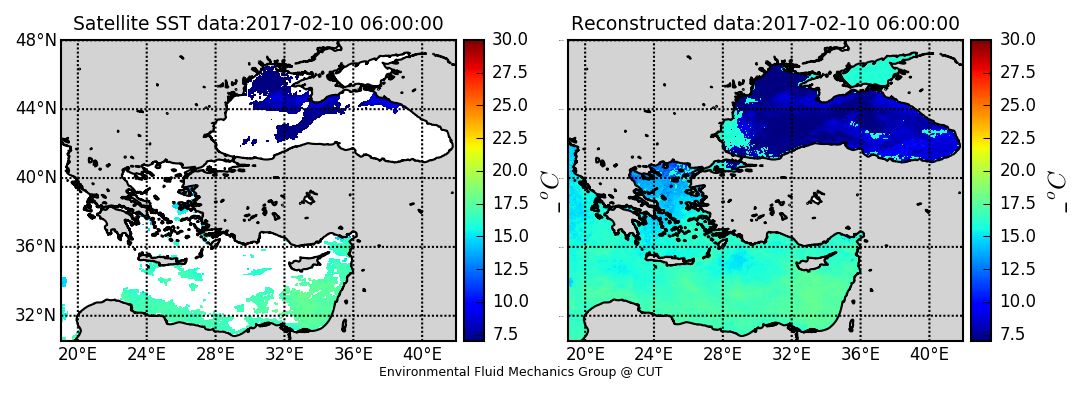 Satellite SST data:2017-02-10 06:00:00
Reconstructed data:2017-02-10 06:00:00
48°N
44°N
40°N
36°N
32°N
20°E 24°E 28°E 32°E 36°E 40°E
30.0
27.5
25.0
22.5
20.0
17.5
15.0
12.5
10.0
7.5
_°C
20°E 24°E 28°E 32°E 36°E 40°E
30.0
27.5
25.0
22.5
20.0
17.5
15.0
12.5
10.0
7.5
_°C
Environmental Fluid Mechanics Group @ CUT